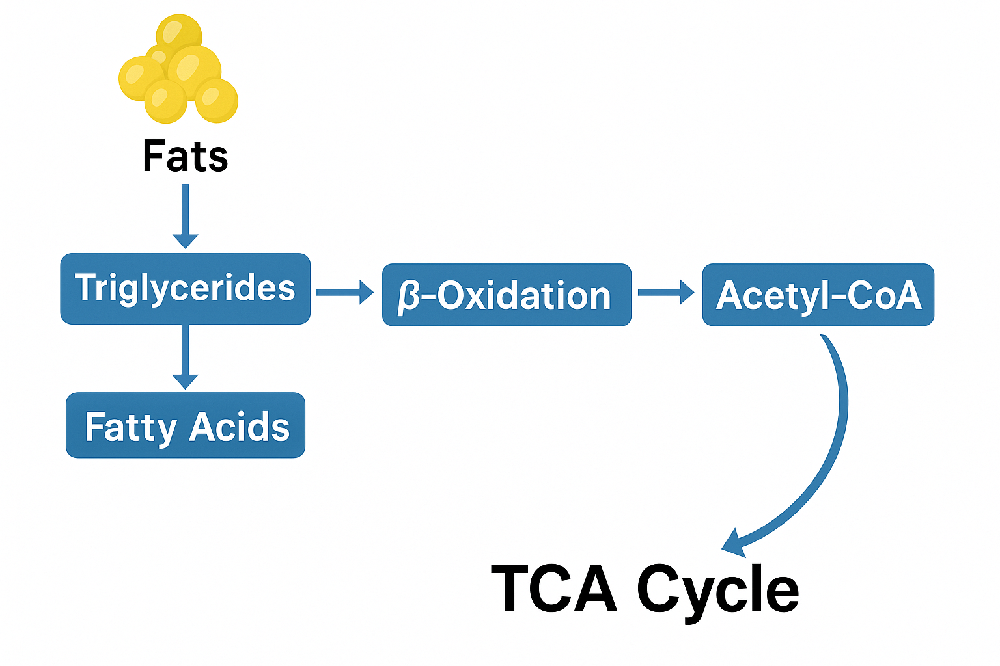 Fats
Triglycerides
β-Oxidation
Acetyl-CoA
Fatty Acids
TCA Cycle